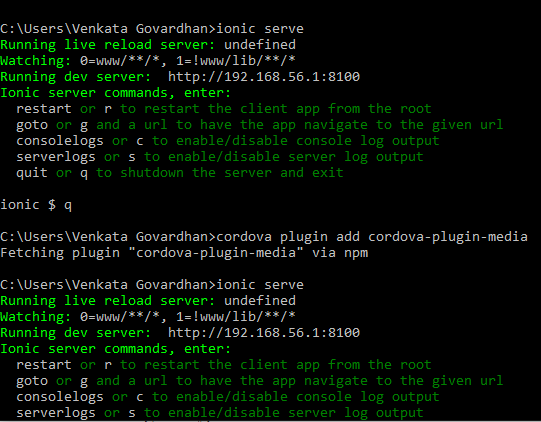 C:\Users\Venkata Govardhan>ionic serve
Running live reload server: undefined
Watching: 0=www/**/*, 1=!www/lib/**/*
Running dev server:  http://192.168.56.1:8100
Ionic server commands, enter:
  restart or r to restart the client app from the root
  goto or g and a url to have the app navigate to the given url
  consolelogs or c to enable/disable console log output
  serverlogs or s to enable/disable server log output
  quit or q to shutdown the server and exit
ionic $ q
C:\Users\Venkata Govardhan>cordova plugin add cordova-plugin-media
Fetching plugin "cordova-plugin-media" via npm
C:\Users\Venkata Govardhan>ionic serve
Running live reload server: undefined
Watching: 0=www/**/*, 1=!www/lib/**/*
Running dev server:  http://192.168.56.1:8100
Ionic server commands, enter:
  restart or r to restart the client app from the root
  goto or g and a url to have the app navigate to the given url
  consolelogs or c to enable/disable console log output
  serverlogs or s to enable/disable server log output